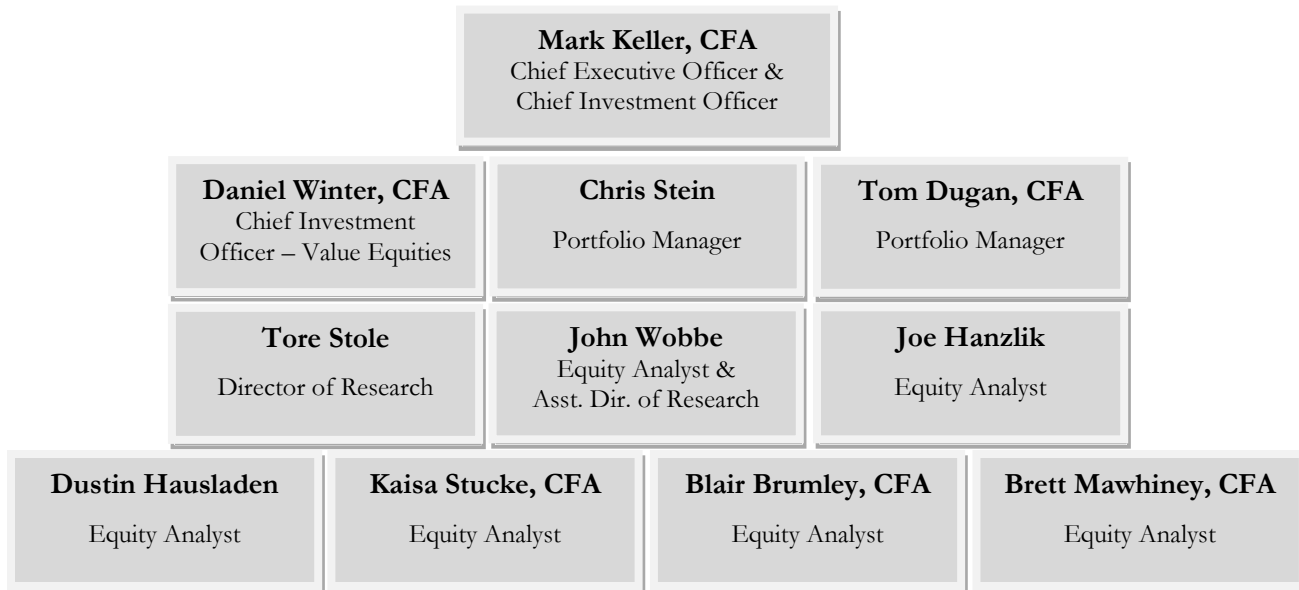 Mark Keller, CFA
Chief Executive Officer &
Chief Investment Officer
Daniel Winter, CFA
Chief Investment
Officer – Value Equities
Chris Stein
Portfolio Manager
Tom Dugan, CFA
Portfolio Manager
Tore Stole
Director of Research
John Wobbe
Equity Analyst &
Asst. Dir. of Research
Joe Hanzlik
Equity Analyst
Dustin Hausladen
Equity Analyst
Kaisa Stucke, CFA
Equity Analyst
Blair Brumley, CFA
Equity Analyst
Brett Mawhiney, CFA
Equity Analyst